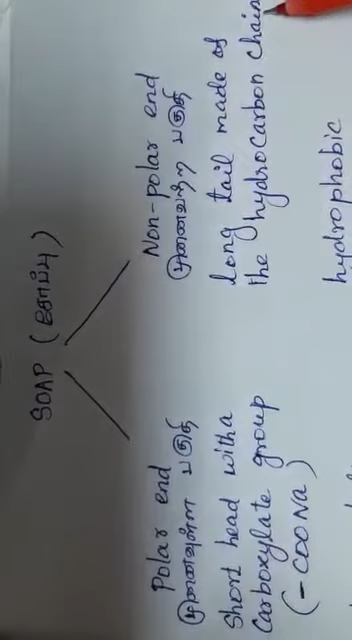 SOAP (சோப்பு)
Polar end
முனைவுள்ள பகுதி
Short head with a
Carboxylate group
(-COONa)
Non-polar end
முனைவற்ற பகுதி
long tail made of
the hydrocarbon chain
hydrophobic